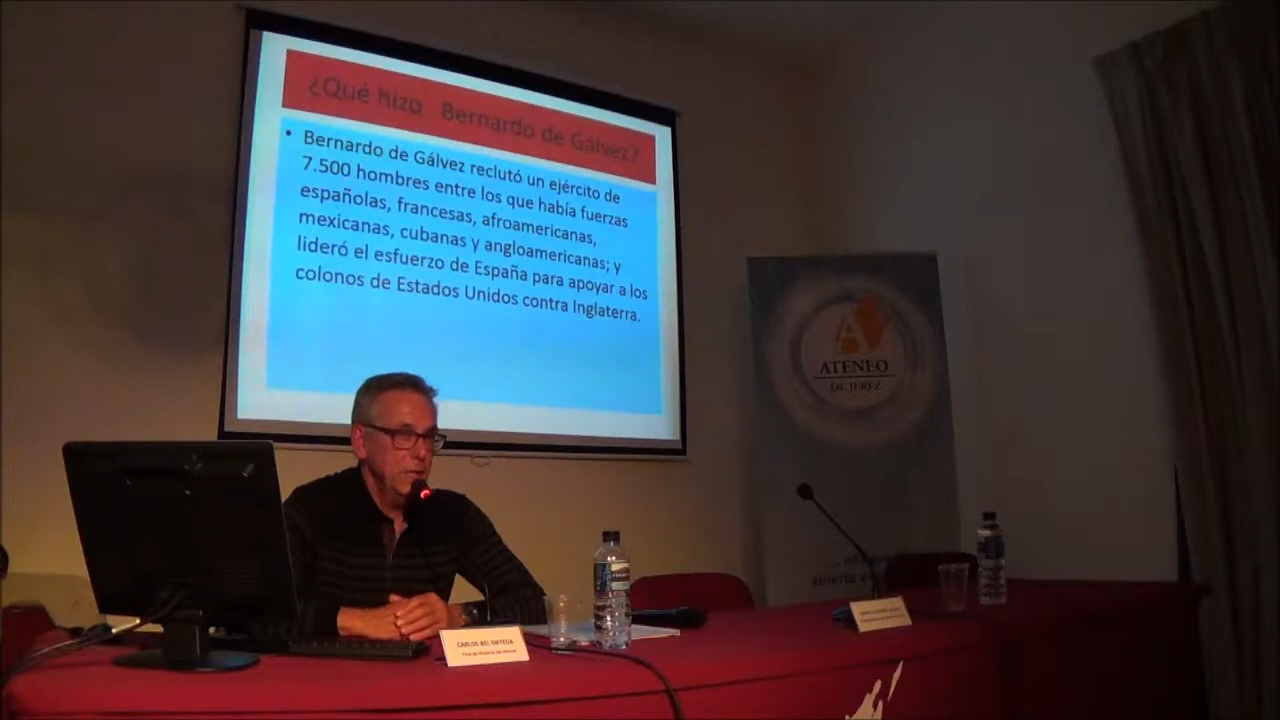 ¿Qué hizo Bernardo de Gálvez?
• Bernardo de Gálvez reclutó un ejército de
7.500 hombres entre los que había fuerzas
españolas, francesas, afroamericanas,
mexicanas, cubanas y angloamericanas; y
lideró el esfuerzo de España para apoyar a los
colonos de Estados Unidos contra Inglaterra.
ATENEO
DE JEREZ
abierta a
CARLOS BEL ORTEGA